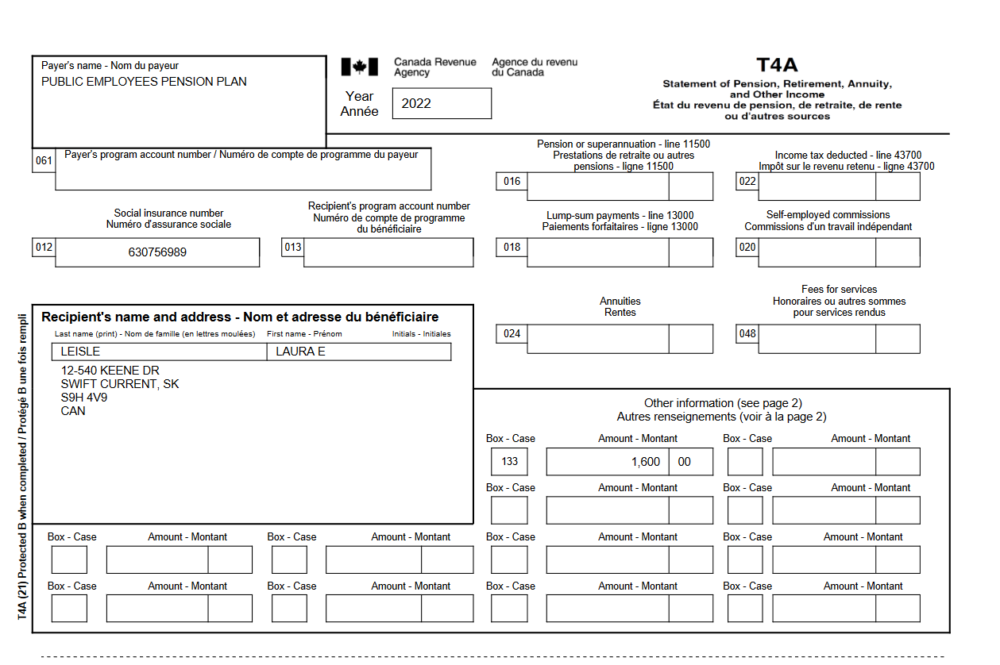 Payer's name - Nom du payeur
PUBLIC EMPLOYEES PENSION PLAN
Canada Revenue Agency
Agence du revenu du Canada
Year
Année
2022
T4A
Statement of Pension, Retirement, Annuity,
and Other Income
État du revenu de pension, de retraite, de rente
ou d'autres sources
061
Payer's program account number / Numéro de compte de programme du payeur
Pension or superannuation - line 11500
Prestations de retraite ou autres
pensions - ligne 11500
016
Income tax deducted - line 43700
Impôt sur le revenu retenu - ligne 43700
022
Social insurance number
Numéro d'assurance sociale
012
630756989
Recipient's program account number
Numéro de compte de programme
du bénéficiaire
013
Lump-sum payments - line 13000
Paiements forfaitaires - ligne 13000
018
Self-employed commissions
Commissions d'un travail indépendant
020
Annuities
Rentes
024
Fees for services
Honoraires ou autres sommes
pour services rendus
048
Recipient's name and address - Nom et adresse du bénéficiaire
Last name (print) - Nom de famille (en lettres moulées) First name - Prénom Initials - Initiales
LEISLE LAURA E
12-540 KEENE DR
SWIFT CURRENT, SK
S9H 4V9
CAN
Other information (see page 2)
Autres renseignements (voir à la page 2)
Box - Case Amount - Montant Box - Case Amount - Montant
133 1,600 00
Box - Case Amount - Montant Box - Case Amount - Montant
Box - Case Amount - Montant Box - Case Amount - Montant Box - Case Amount - Montant Box - Case Amount - Montant
Box - Case Amount - Montant Box - Case Amount - Montant Box - Case Amount - Montant Box - Case Amount - Montant
T4A (21) Protected B when completed / Protégé B une fois rempli